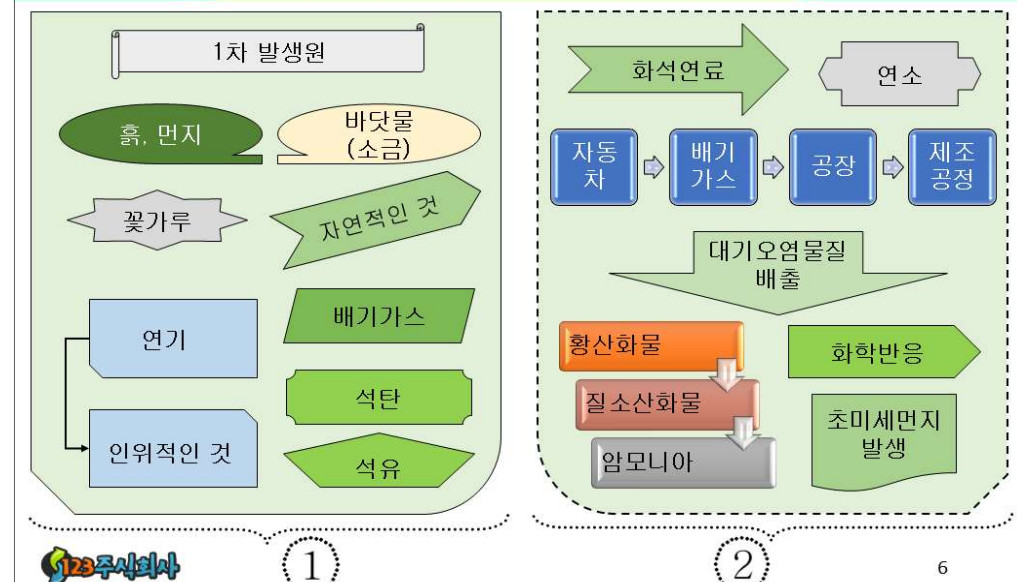 1차 발생원
흙, 먼지
바닷물
(소금)
꽃가루
자연적인 것
연기
배기가스
석탄
인위적인 것
석유
화석연료
연소
자동
차
배기
가스
공장
제조
공정
대기오염물질
배출
황산화물
질소산화물
암모니아
화학반응
초미세먼지
발생
1
2
123주식회사
6